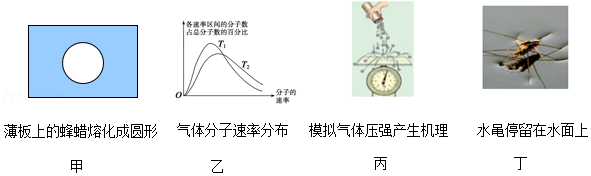 各速率区间的分子数
占总分子数的百分比
T₁
T₂
O
分子的
速率
薄板上的蜂蜡熔化成圆形
气体分子速率分布
模拟气体压强产生机理
水黾停留在水面上
甲
乙
丙
丁